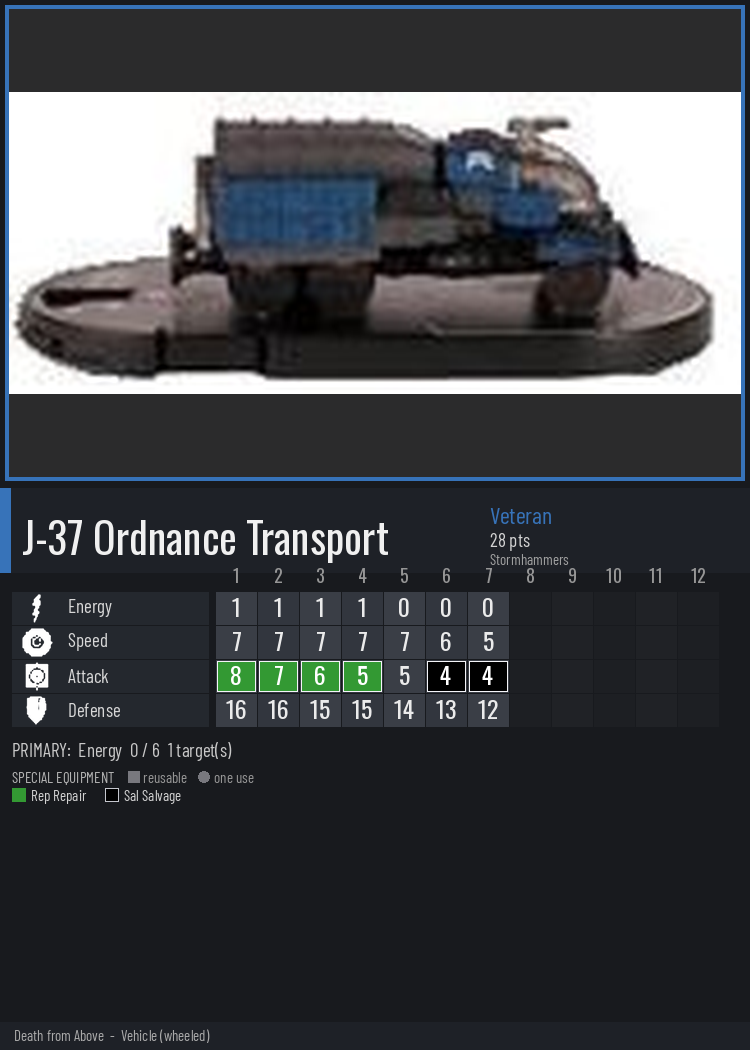 J-37 Ordnance Transport
Veteran
28 pts
Stormhammers
1 2 3 4 5 6 7 8 9 10 11 12
Energy 1 1 1 1 0 0 0
Speed 7 7 7 7 7 6 5
Attack 8 7 6 5 5 4 4
Defense 16 16 15 15 14 13 12
PRIMARY: Energy 0 / 6 1 target(s)
SPECIAL EQUIPMENT reusable one use
Rep Repair Sal Salvage
Death from Above - Vehicle (wheeled)